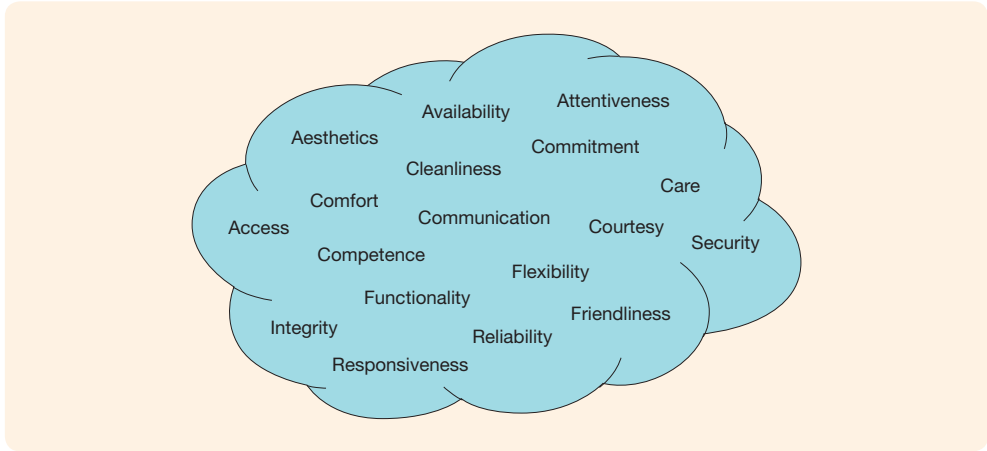 Attentiveness
Availability
Aesthetics
Commitment
Cleanliness
Care
Comfort
Communication
Access
Courtesy
Security
Competence
Flexibility
Functionality
Friendliness
Integrity
Reliability
Responsiveness